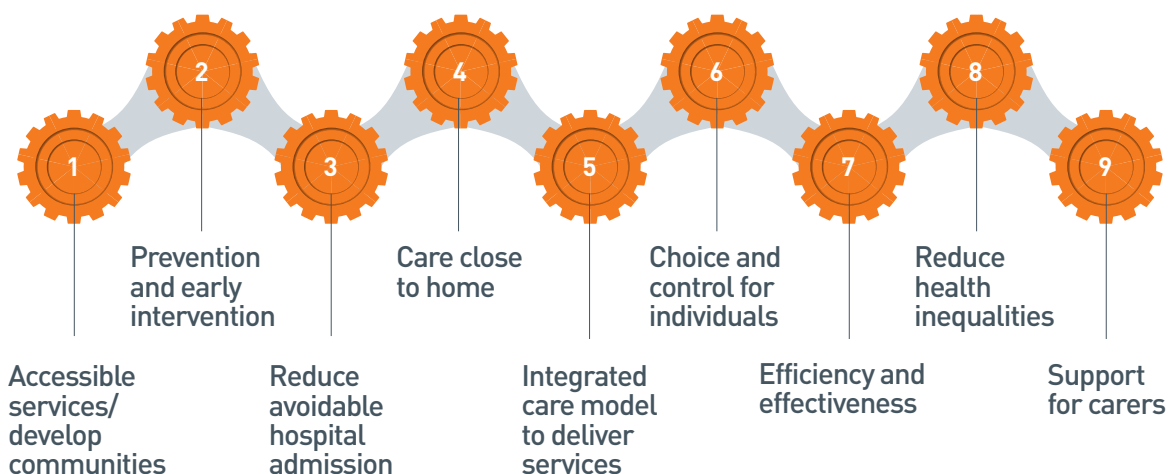 1
2
3
4
5
6
7
8
9
Prevention
and early
intervention
Care close
to home
Choice and
control for
individuals
Reduce
health
inequalities
Accessible
services/
develop
communities
Reduce
avoidable
hospital
admission
Integrated
care model
to deliver
services
Efficiency and
effectiveness
Support
for carers